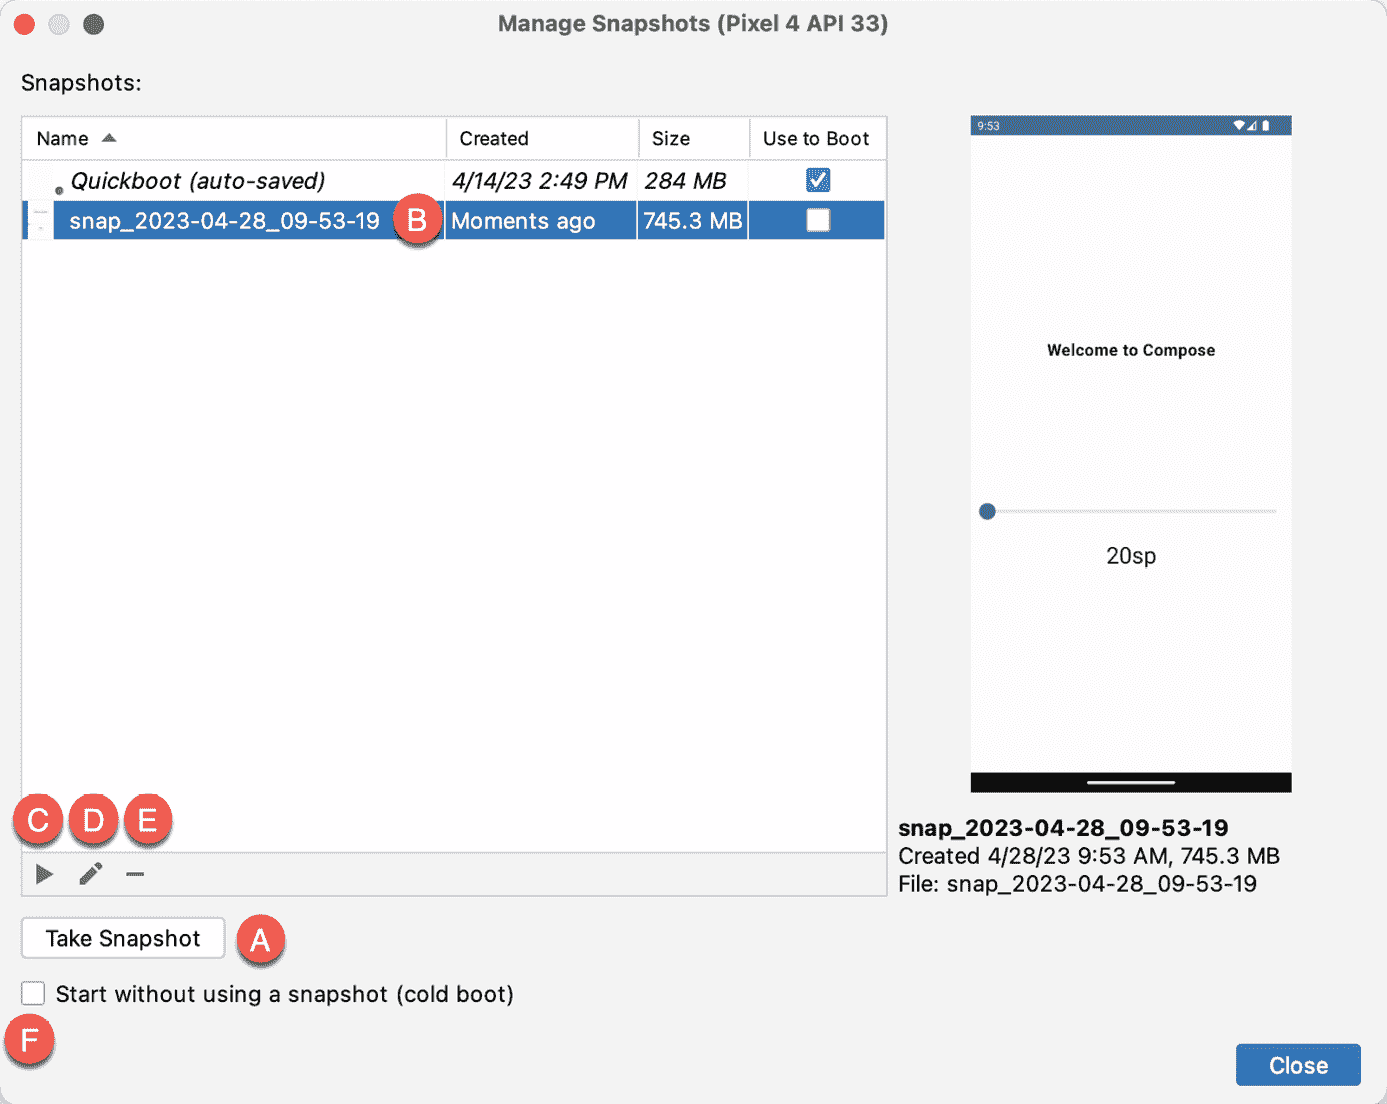 Manage Snapshots (Pixel 4 API 33)
Snapshots:
Name Created Size Use to Boot
Quickboot (auto-saved) 4/14/23 2:49 PM 284 MB
snap_2023-04-28_09-53-19 B Moments ago 745.3 MB
9:53
Welcome to Compose
20sp
C D E
snap_2023-04-28_09-53-19
Created 4/28/23 9:53 AM, 745.3 MB
File: snap_2023-04-28_09-53-19
Take Snapshot A
Start without using a snapshot (cold boot)
F
Close